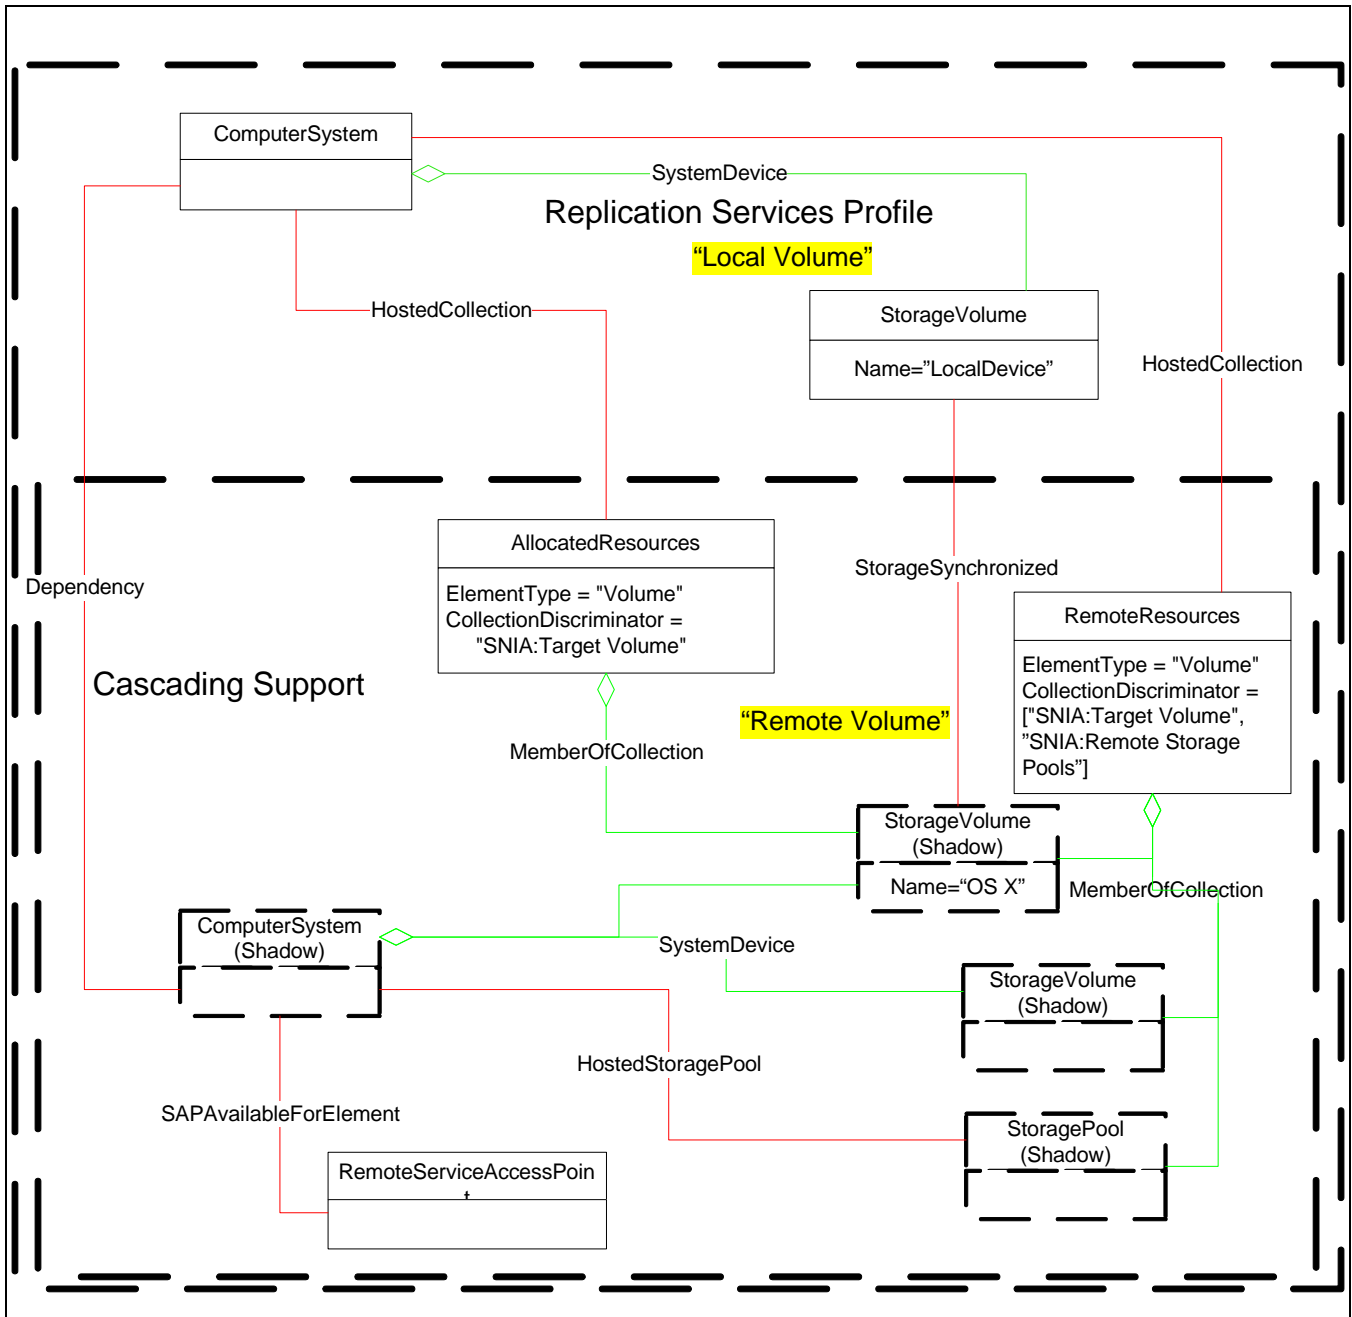 ComputerSystem
SystemDevice
Replication Services Profile
“Local Volume”
HostedCollection
StorageVolume
Name=”LocalDevice”
HostedCollection
AllocatedResources
ElementType = "Volume"
CollectionDiscriminator =
"SNIA:Target Volume"
StorageSynchronized
Dependency
RemoteResources
ElementType = "Volume"
CollectionDiscriminator =
["SNIA:Target Volume",
”SNIA:Remote Storage
Pools”]
Cascading Support
“Remote Volume”
MemberOfCollection
StorageVolume
(Shadow)
Name=“OS X”
MemberOfCollection
ComputerSystem
(Shadow)
SystemDevice
StorageVolume
(Shadow)
HostedStoragePool
SAPAvailableForElement
StoragePool
(Shadow)
RemoteServiceAccessPoin
t